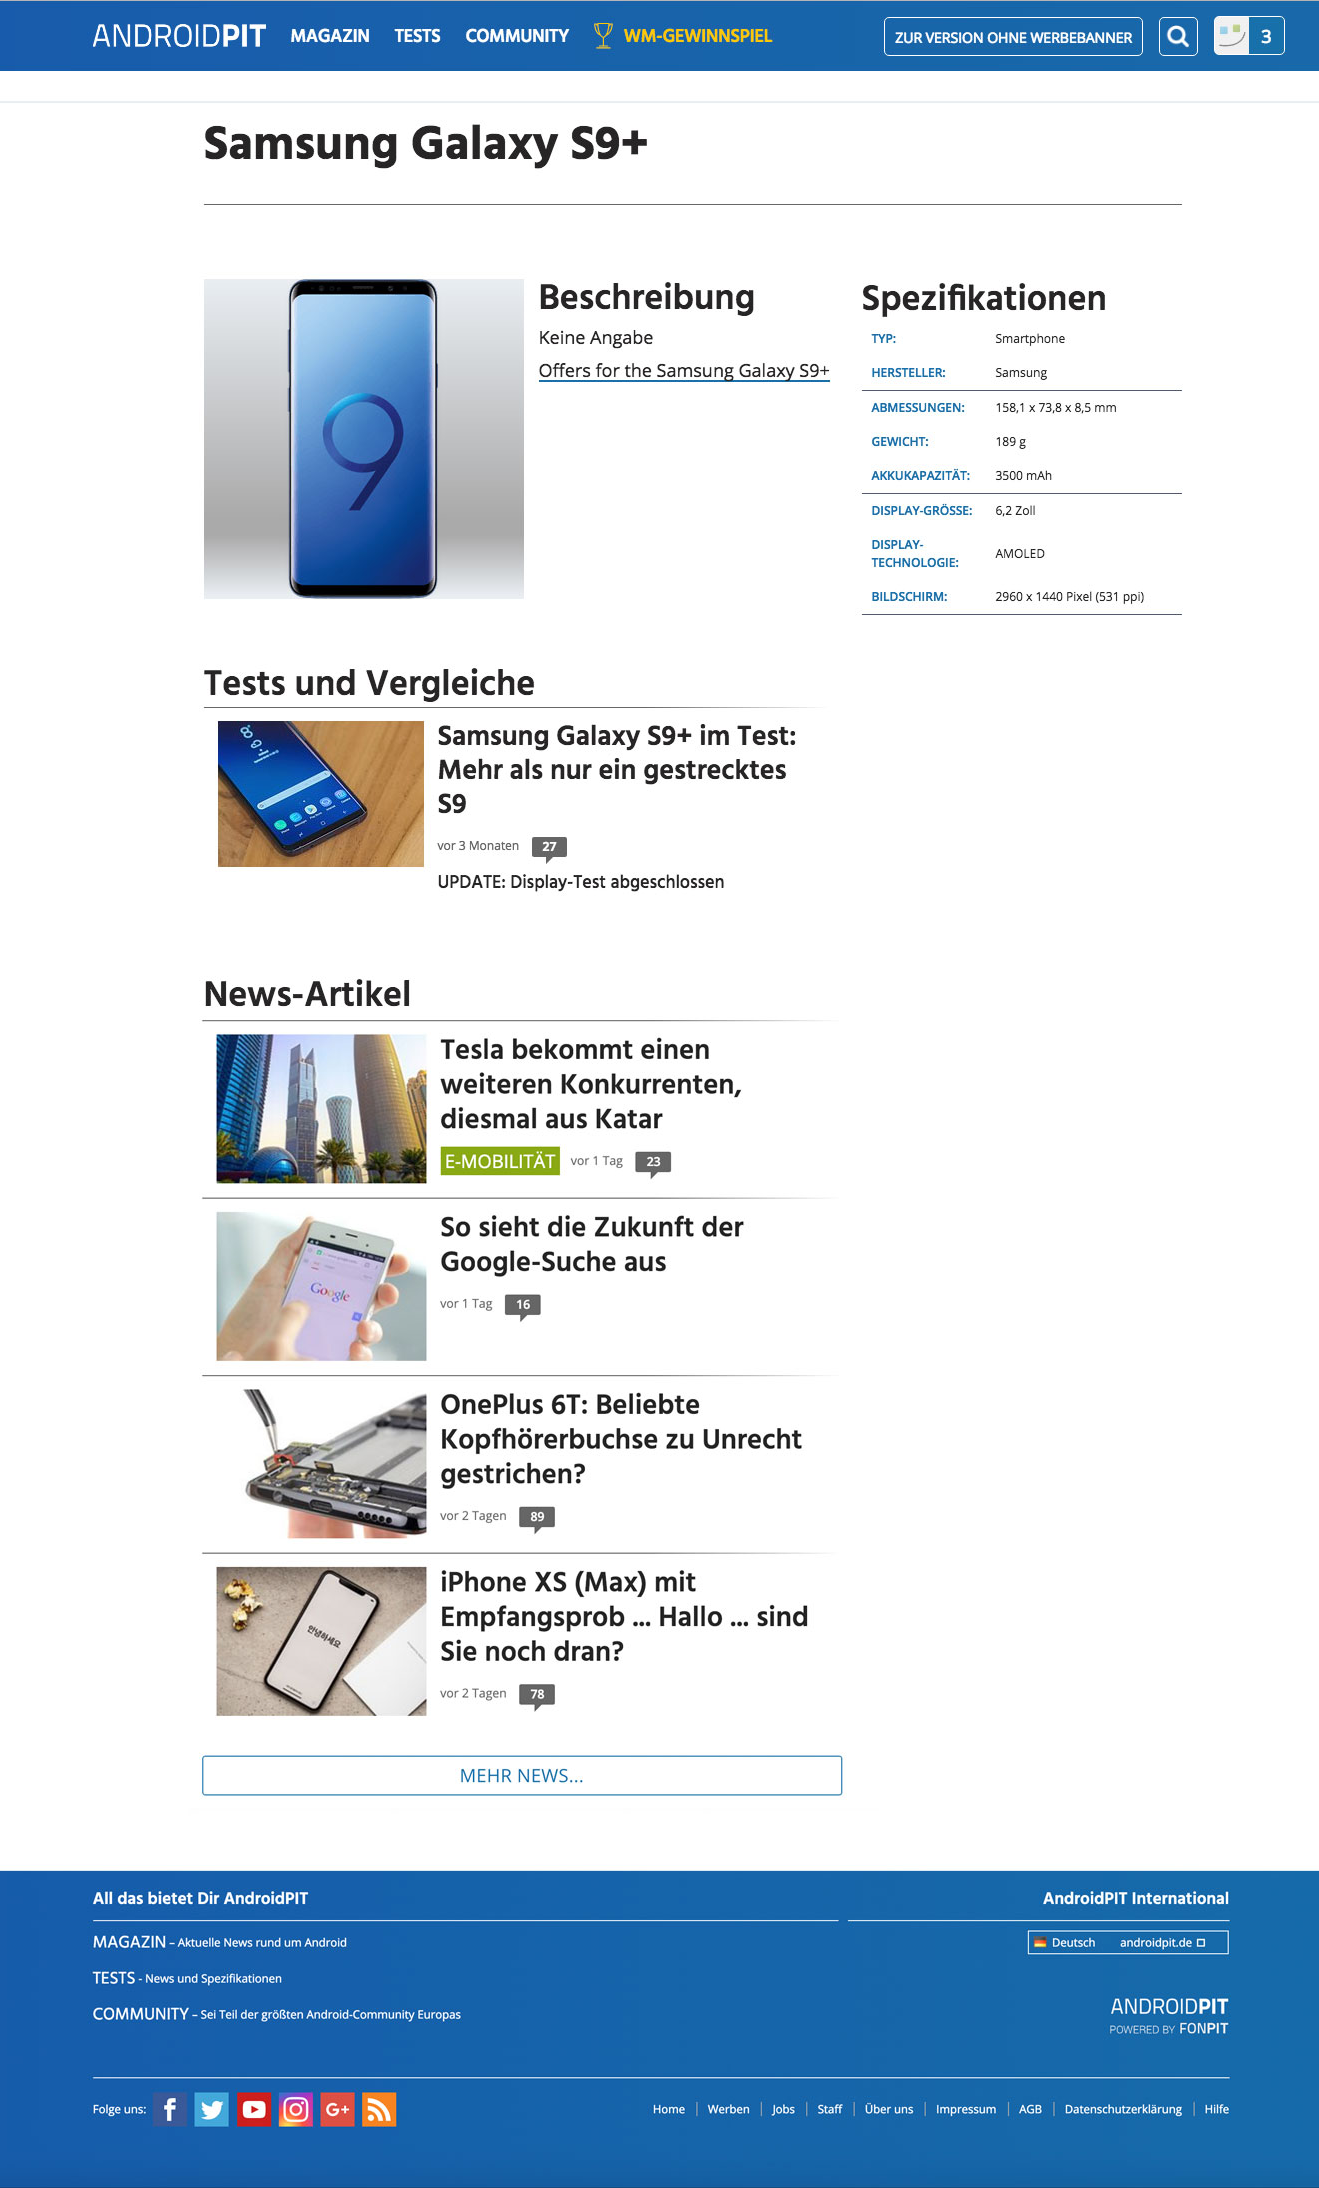 ANDROIDPIT MAGAZIN TESTS COMMUNITY WM-GEWINNSPIEL ZUR VERSION OHNE WERBEBANNER 3
Samsung Galaxy S9+
9
Beschreibung
Keine Angabe
Offers for the Samsung Galaxy S9+
Spezifikationen
TYP: Smartphone
HERSTELLER: Samsung
ABMESSUNGEN: 158,1 x 73,8 x 8,5 mm
GEWICHT: 189 g
AKKUKAPAZITÄT: 3500 mAh
DISPLAY-GRÖSSE: 6,2 Zoll
DISPLAY-
TECHNOLOGIE: AMOLED
BILDSCHIRM: 2960 x 1440 Pixel (531 ppi)
Tests und Vergleiche
Samsung Galaxy S9+ im Test:
Mehr als nur ein gestrecktes
S9
vor 3 Monaten 27
UPDATE: Display-Test abgeschlossen
News-Artikel
Tesla bekommt einen
weiteren Konkurrenten,
diesmal aus Katar
E-MOBILITÄT vor 1 Tag 23
Google
So sieht die Zukunft der
Google-Suche aus
vor 1 Tag 16
OnePlus 6T: Beliebte
Kopfhörerbuchse zu Unrecht
gestrichen?
vor 2 Tagen 89
안녕하세요
iPhone XS (Max) mit
Empfangsprob ... Hallo ... sind
Sie noch dran?
vor 2 Tagen 78
MEHR NEWS...
All das bietet Dir AndroidPIT
MAGAZIN – Aktuelle News rund um Android
TESTS - News und Spezifikationen
COMMUNITY – Sei Teil der größten Android-Community Europas
AndroidPIT International
Deutsch androidpit.de
ANDROIDPIT
POWERED BY FONPIT
Folge uns: G+
Home | Werben | Jobs | Staff | Über uns | Impressum | AGB | Datenschutzerklärung | Hilfe